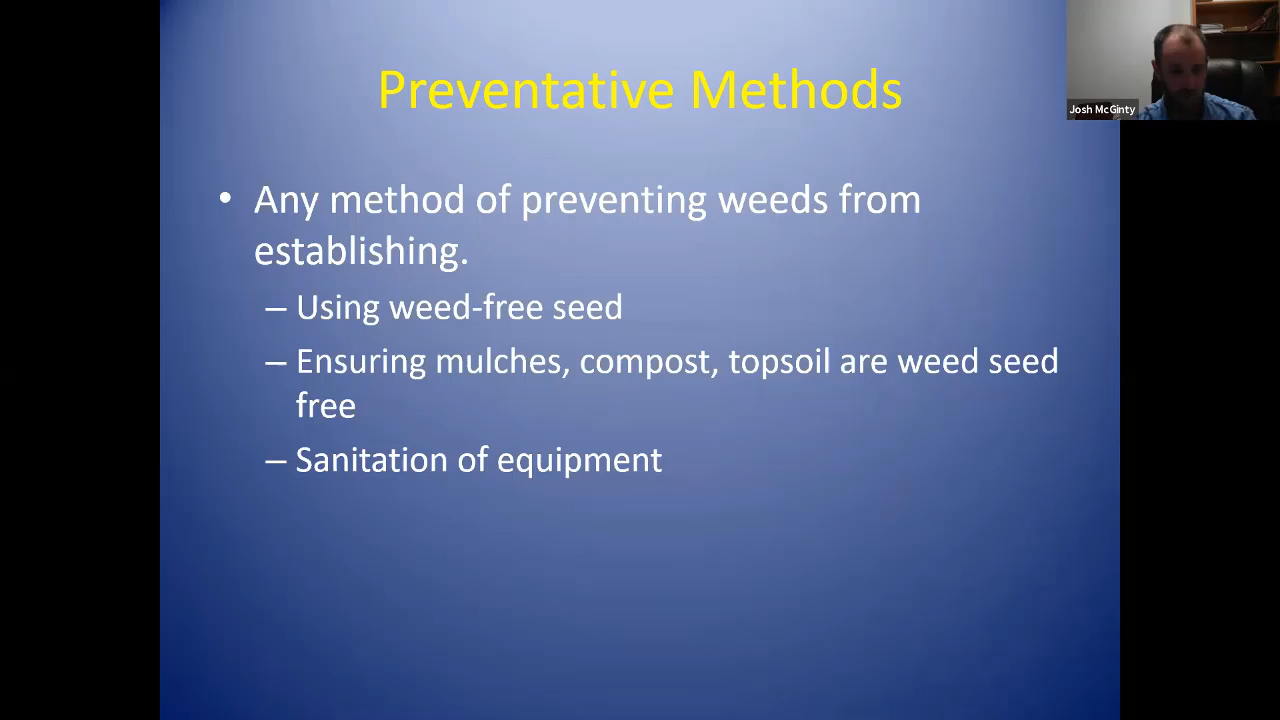 Preventative Methods
Josh McGinty
• Any method of preventing weeds from
establishing.
– Using weed-free seed
– Ensuring mulches, compost, topsoil are weed seed
free
– Sanitation of equipment